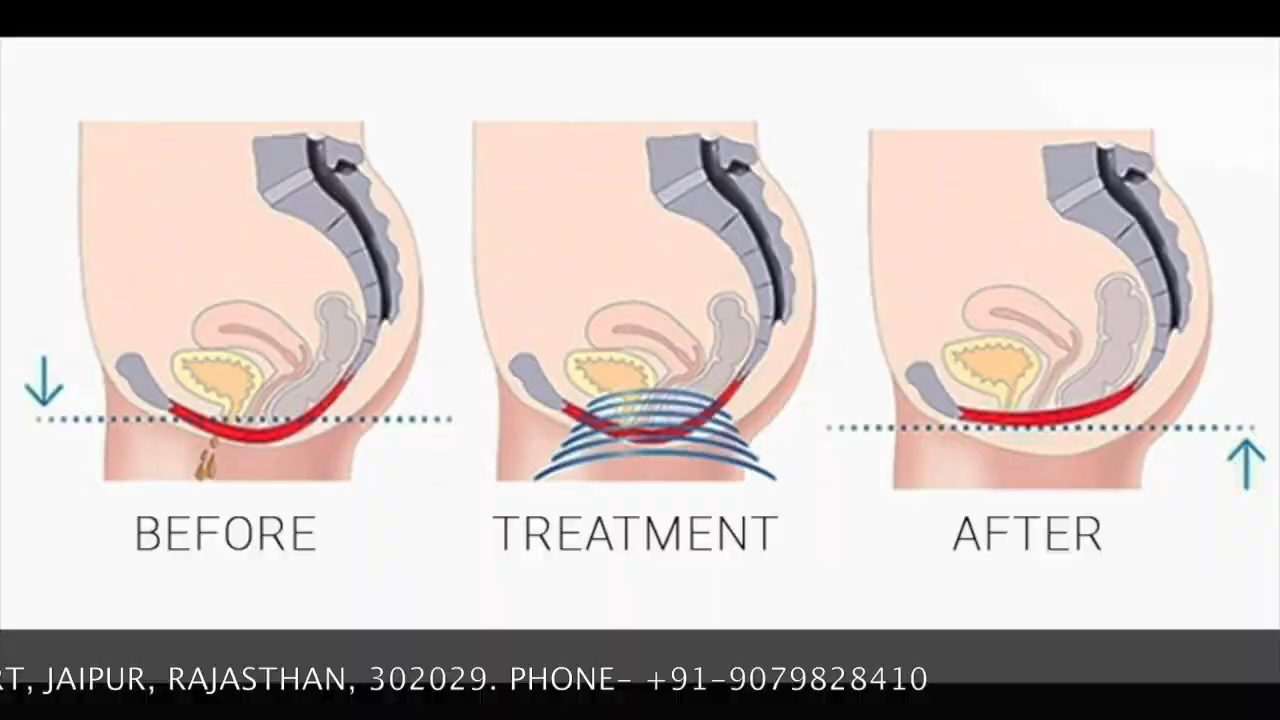 BEFORE
TREATMENT
AFTER
RT, JAIPUR, RAJASTHAN, 302029. PHONE- +91-9079828410